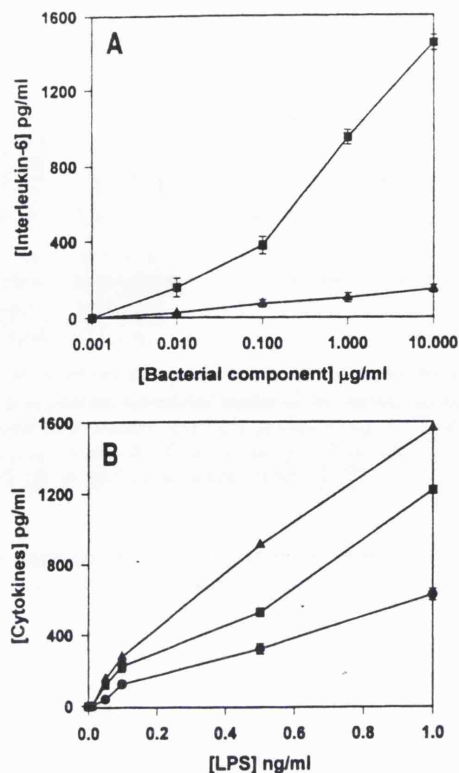 A
[Interleukin-6] pg/ml
1600
1200
800
400
0
0.001 0.010 0.100 1.000 10.000
[Bacterial component] µg/ml
B
[Cytokines] pg/ml
1600
1200
800
400
0
0.0 0.2 0.4 0.6 0.8 1.0
[LPS] ng/ml